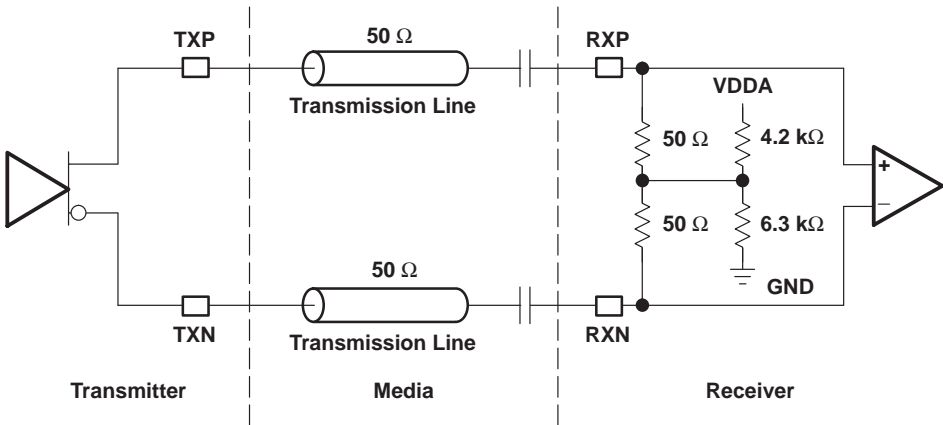 50 Ω
TXP
RXP
Transmission Line
VDDA
50 Ω
4.2 kΩ
+
−
50 Ω
6.3 kΩ
50 Ω
GND
TXN
RXN
Transmission Line
Transmitter
Media
Receiver